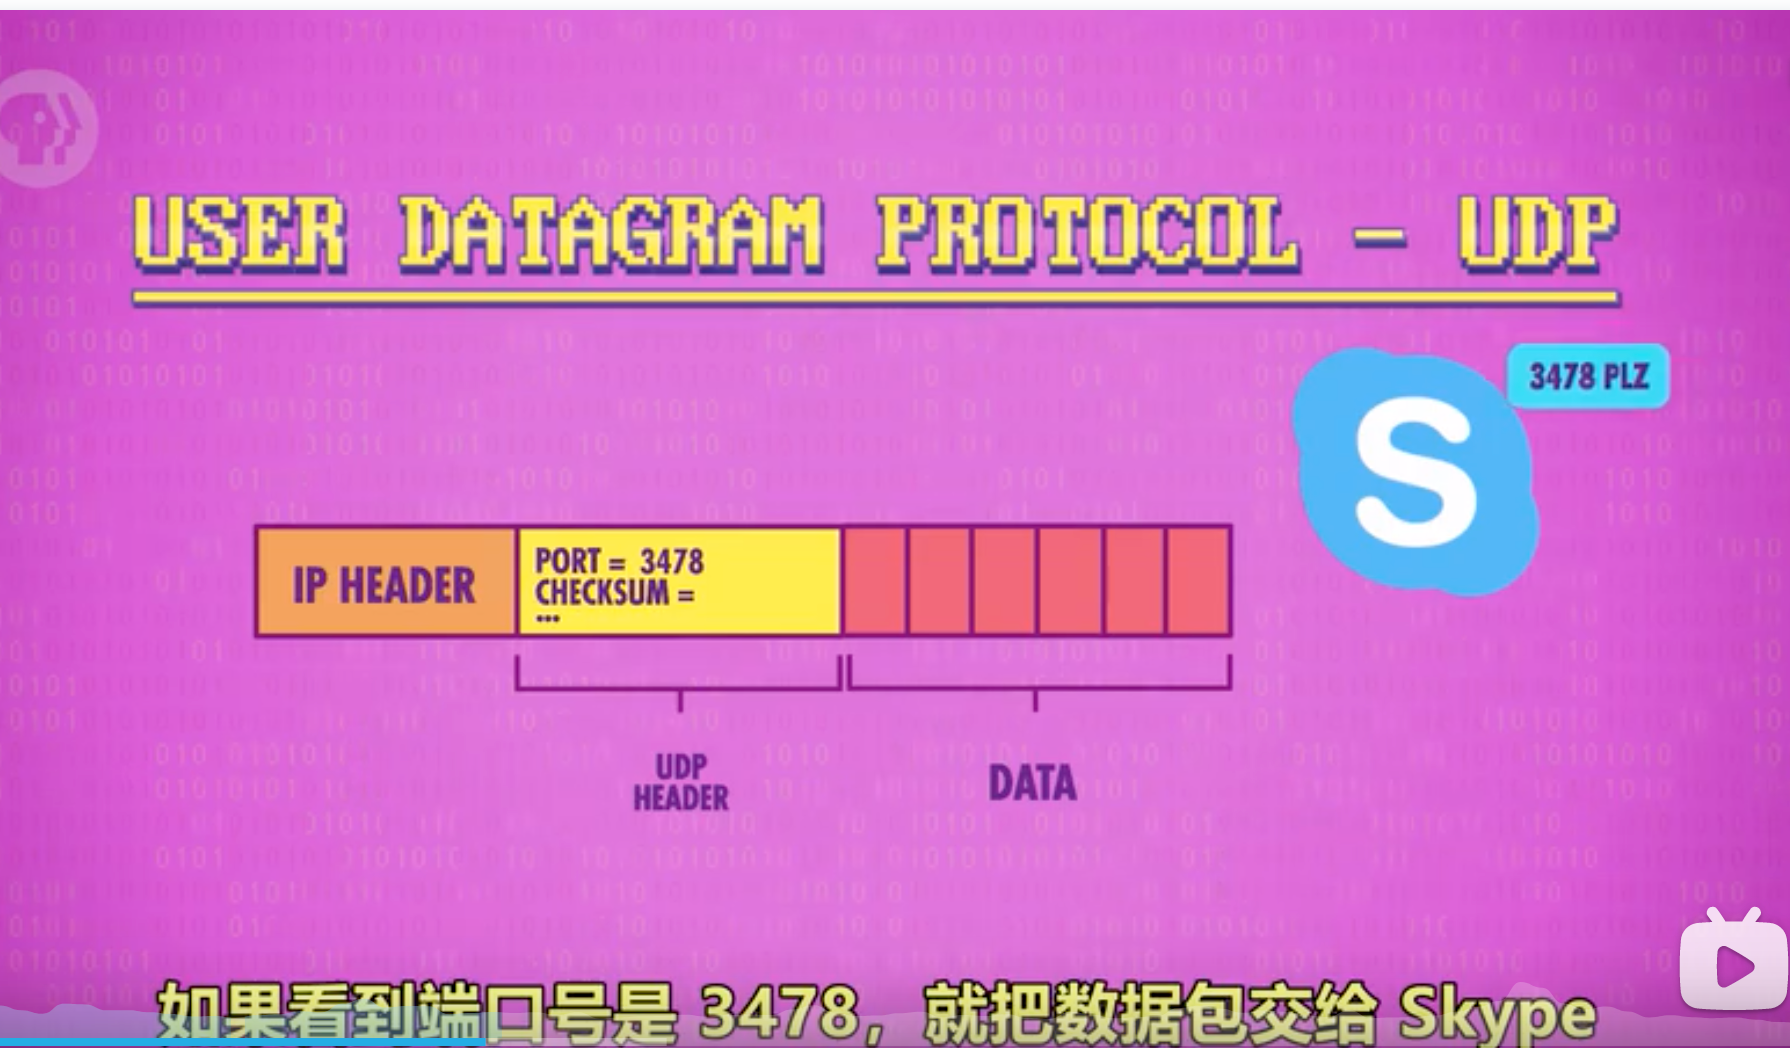 USER DATAGRAM PROTOCOL - UDP
3478 PLZ
S
IP HEADER
PORT = 3478
CHECKSUM =
...
UDP
HEADER
DATA
如果看到端口号是 3478，就把数据包交给 Skype